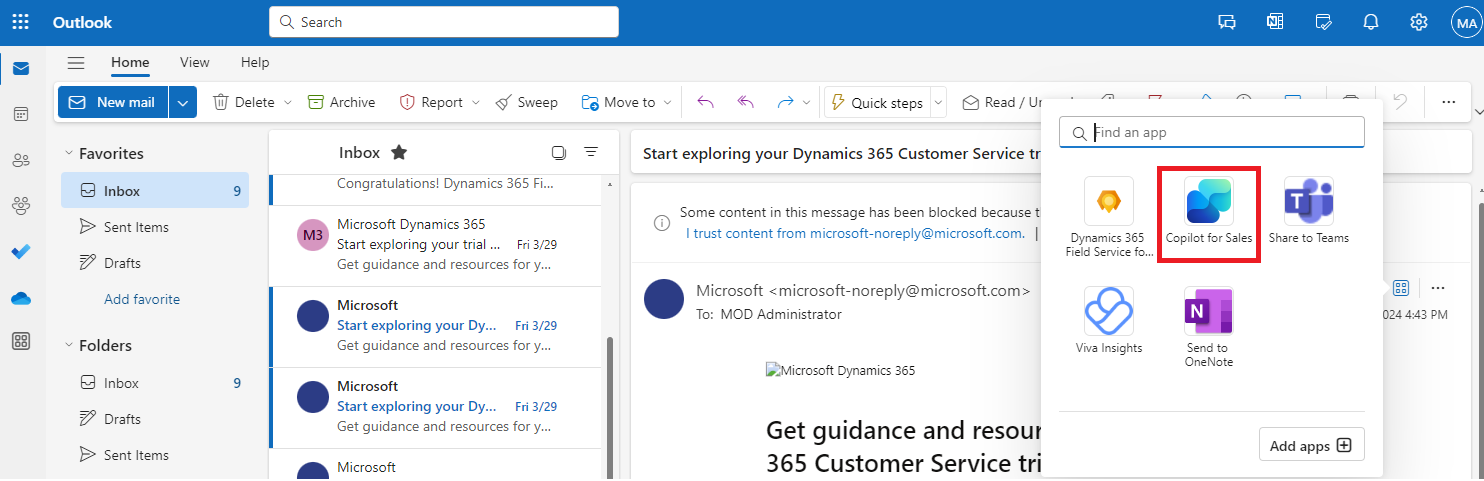 Outlook
Search
MA
Home View Help
New mail
Delete
Archive
Report
Sweep
Move to
Quick steps
Read / Un
Favorites
Inbox 9
Sent Items
Drafts
Add favorite
Folders
Inbox 9
Drafts
Sent Items
Inbox
Congratulations! Dynamics 365 Fi...
M3
Microsoft Dynamics 365
Start exploring your trial ... Fri 3/29
Get guidance and resources for y...
Microsoft
Start exploring your Dy... Fri 3/29
Get guidance and resources for y...
Microsoft
Start exploring your Dy... Fri 3/29
Get guidance and resources for y...
Microsoft
Start exploring your Dynamics 365 Customer Service tri
Some content in this message has been blocked because t
I trust content from microsoft-noreply@microsoft.com. |
Microsoft <microsoft-noreply@microsoft.com>
To: MOD Administrator
024 4:43 PM
Microsoft Dynamics 365
Get guidance and resour
365 Customer Service tri
Find an app
Dynamics 365
Field Service fo...
Copilot for Sales
T
Share to Teams
Viva Insights
N
Send to
OneNote
Add apps